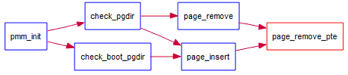 check_pgdir
page_remove
pmm_init
page_remove_pte
check_boot_pgdir
page_insert